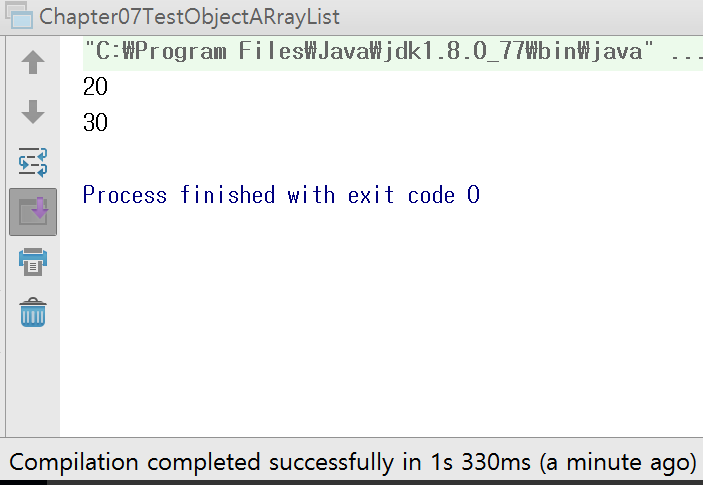 Chapter07TestObjectARrayList
"C:₩Program Files₩Java₩jdk1.8.0_77₩bin₩java" ...
20
30
Process finished with exit code 0
Compilation completed successfully in 1s 330ms (a minute ago)